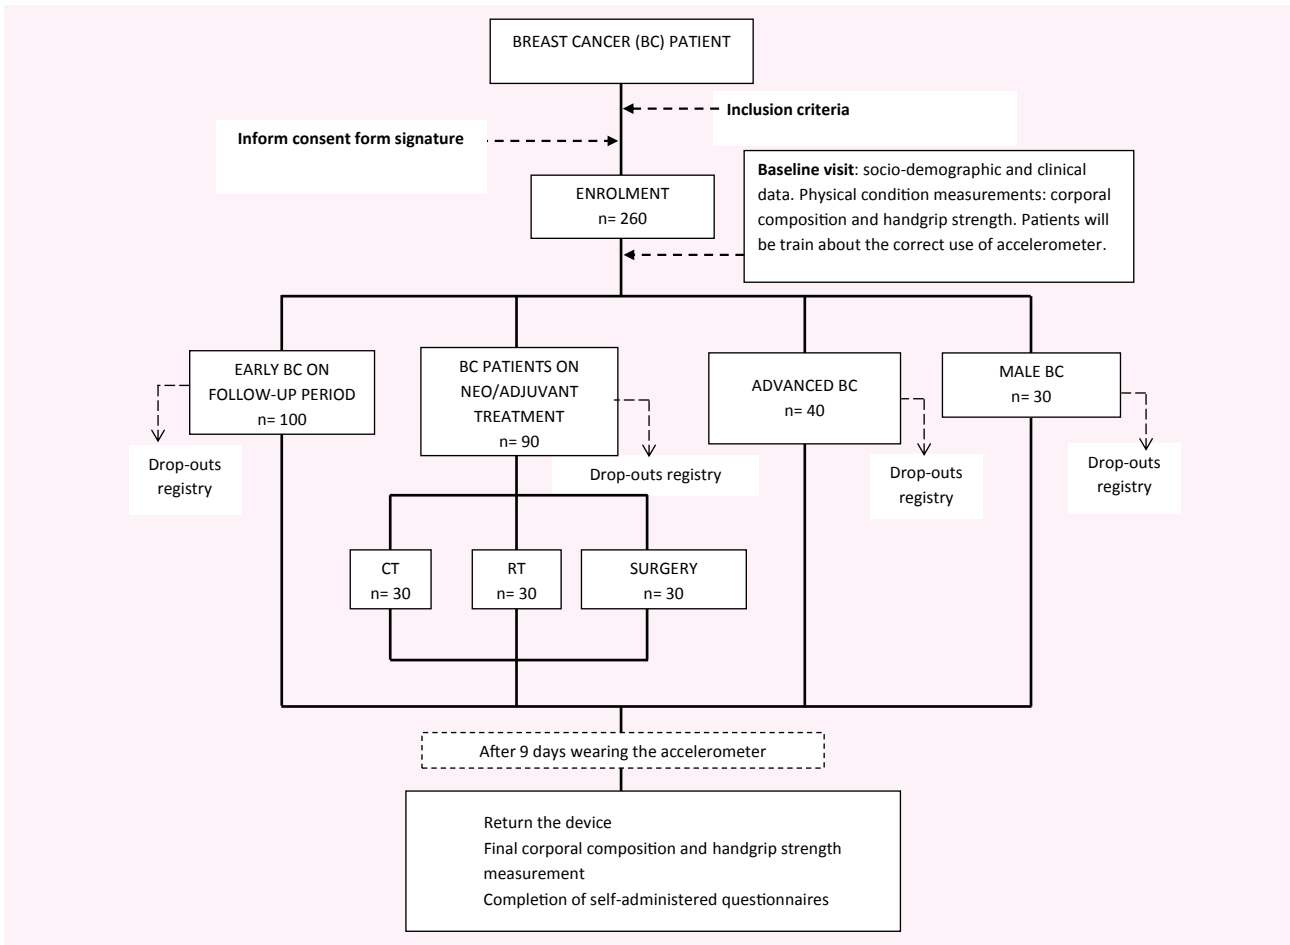 BREAST CANCER (BC) PATIENT
Inclusion criteria
Inform consent form signature
Baseline visit: socio-demographic and clinical
data. Physical condition measurements: corporal
composition and handgrip strength. Patients will
be train about the correct use of accelerometer.
ENROLMENT
n= 260
EARLY BC ON
FOLLOW-UP PERIOD
n= 100
BC PATIENTS ON
NEO/ADJUVANT
TREATMENT
n= 90
ADVANCED BC
n= 40
MALE BC
n= 30
Drop-outs
registry
Drop-outs registry
Drop-outs
registry
Drop-outs
registry
CT
n= 30
RT
n= 30
SURGERY
n= 30
After 9 days wearing the accelerometer
Return the device
Final corporal composition and handgrip strength
measurement
Completion of self-administered questionnaires